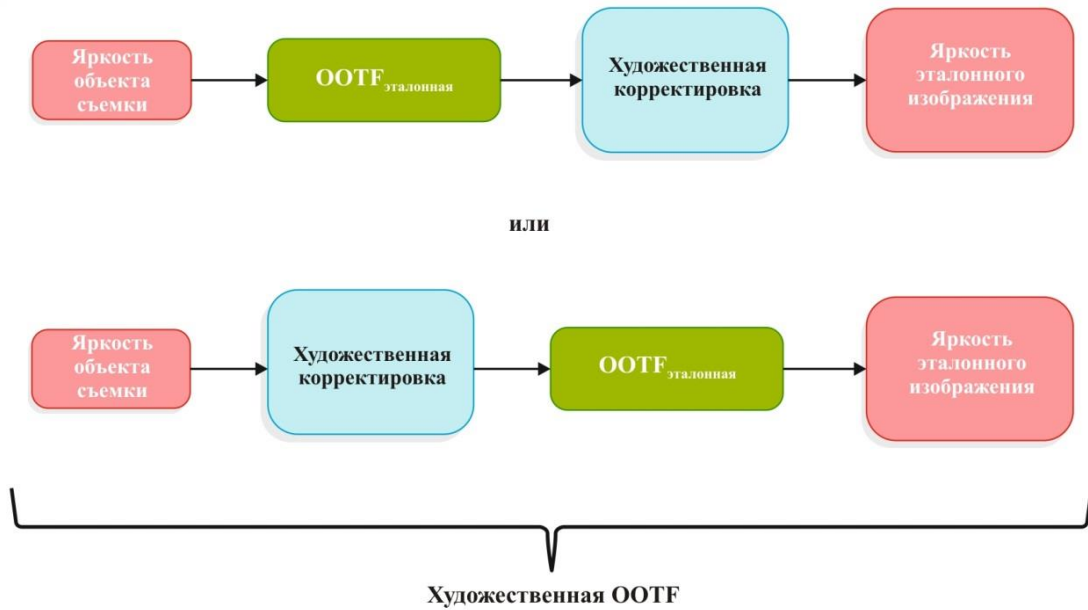 Яркость
объекта
съемки
OOTFэталонная
Художественная
корректировка
Яркость
эталонного
изображения
или
Яркость
объекта
съемки
Художественная
корректировка
OOTFэталонная
Яркость
эталонного
изображения
Художественная OOTF